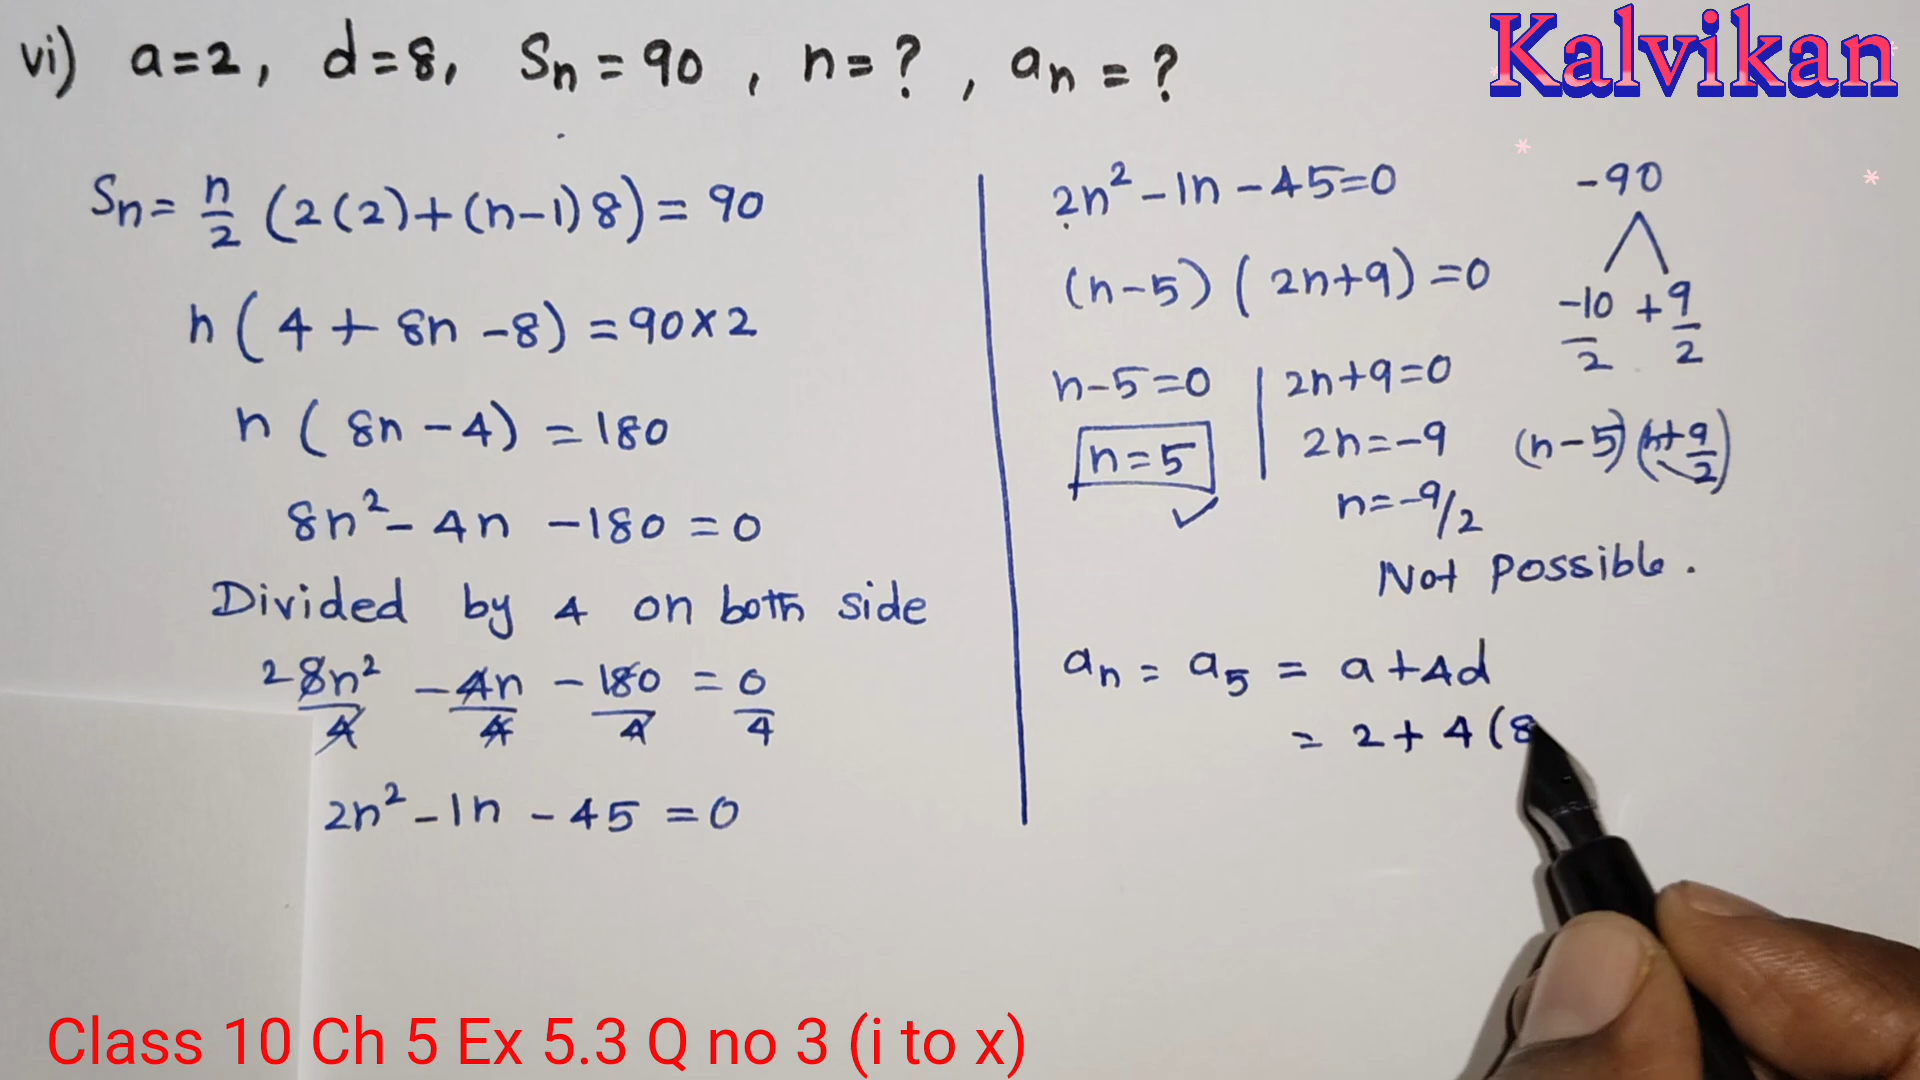 vi) a=2, d=8, Sn=90, n=?, an=?
Kalvikan
Sn= n/2 (2(2)+(n-1)8)=90
n(4+8n-8)=90×2
n(8n-4)=180
8n²-4n-180=0
Divided by 4 on both side
2 8n²/4 -4n/4 -180/4 = 0/4
2n²-1n-45=0
2n²-1n-45=0
(n-5)(2n+9)=0
n-5=0
n=5
2n+9=0
2n=-9
n=-9/2
Not possible.
-90
-10/2 +9/2
(n-5)(n+9/2)
an = a5 = a+4d
= 2+4(8
Class 10 Ch 5 Ex 5.3 Q no 3 (i to x)